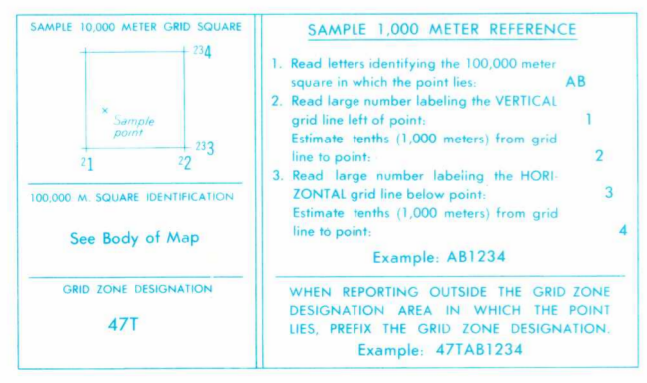 SAMPLE 10,000 METER GRID SQUARE
234
Sample
point
233
21
22
100,000 M. SQUARE IDENTIFICATION
See Body of Map
GRID ZONE DESIGNATION
47T
SAMPLE 1,000 METER REFERENCE
1. Read letters identifying the 100,000 meter
square in which the point lies: AB
2. Read large number labeling the VERTICAL
grid line left of point: 1
Estimate tenths (1,000 meters) from grid
line to point: 2
3. Read large number labeling the HORI-
ZONTAL grid line below point: 3
Estimate tenths (1,000 meters) from grid
line to point: 4
Example: AB1234
WHEN REPORTING OUTSIDE THE GRID ZONE
DESIGNATION AREA IN WHICH THE POINT
LIES, PREFIX THE GRID ZONE DESIGNATION.
Example: 47TAB1234